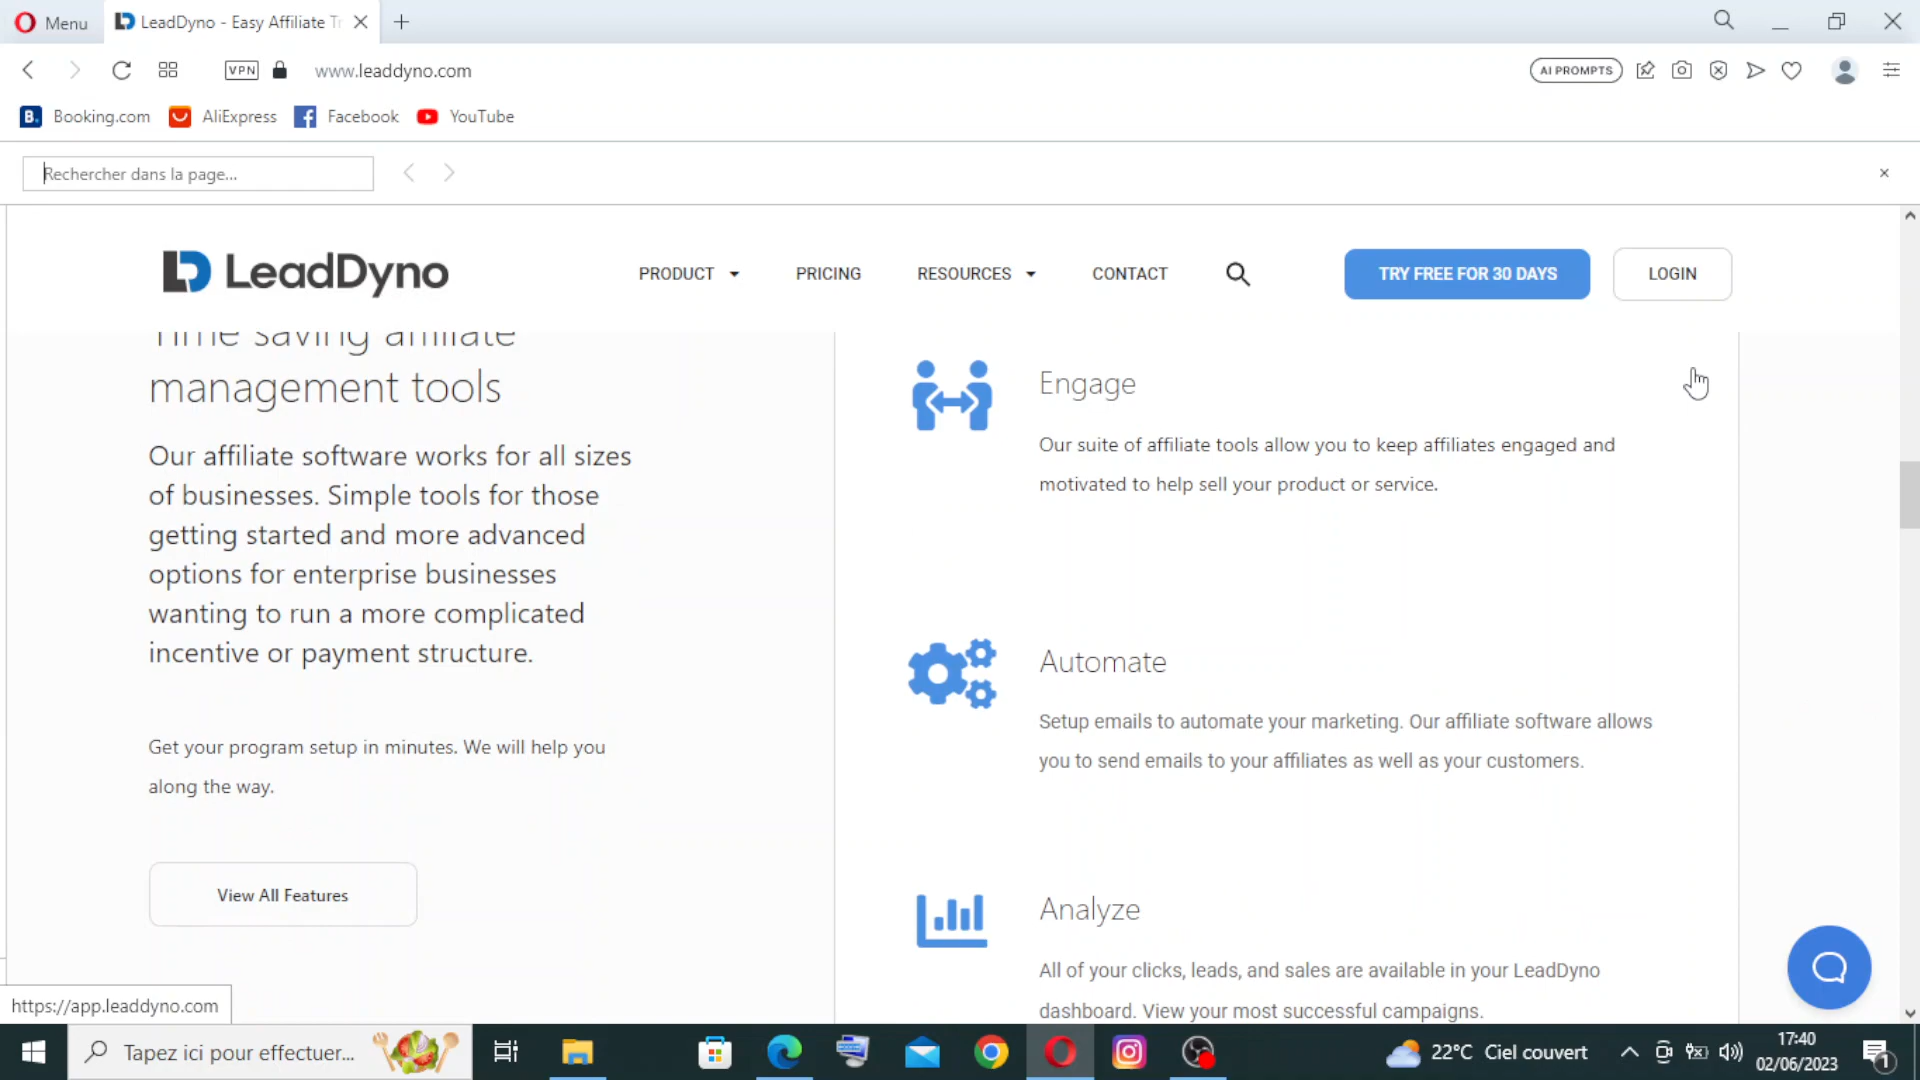 Menu
LeadDyno - Easy Affiliate Tr
VPN
www.leaddyno.com
AI PROMPTS
B.
Booking.com
AliExpress
Facebook
YouTube
Rechercher dans la page...
LeadDyno
PRODUCT
PRICING
RESOURCES
CONTACT
TRY FREE FOR 30 DAYS
LOGIN
Time saving affiliate
management tools
Our affiliate software works for all sizes
of businesses. Simple tools for those
getting started and more advanced
options for enterprise businesses
wanting to run a more complicated
incentive or payment structure.
Get your program setup in minutes. We will help you
along the way.
View All Features
Engage
Our suite of affiliate tools allow you to keep affiliates engaged and
motivated to help sell your product or service.
Automate
Setup emails to automate your marketing. Our affiliate software allows
you to send emails to your affiliates as well as your customers.
Analyze
All of your clicks, leads, and sales are available in your LeadDyno
dashboard. View your most successful campaigns.
https://app.leaddyno.com
Tapez ici pour effectuer...
22°C Ciel couvert
17:40
02/06/2023
1